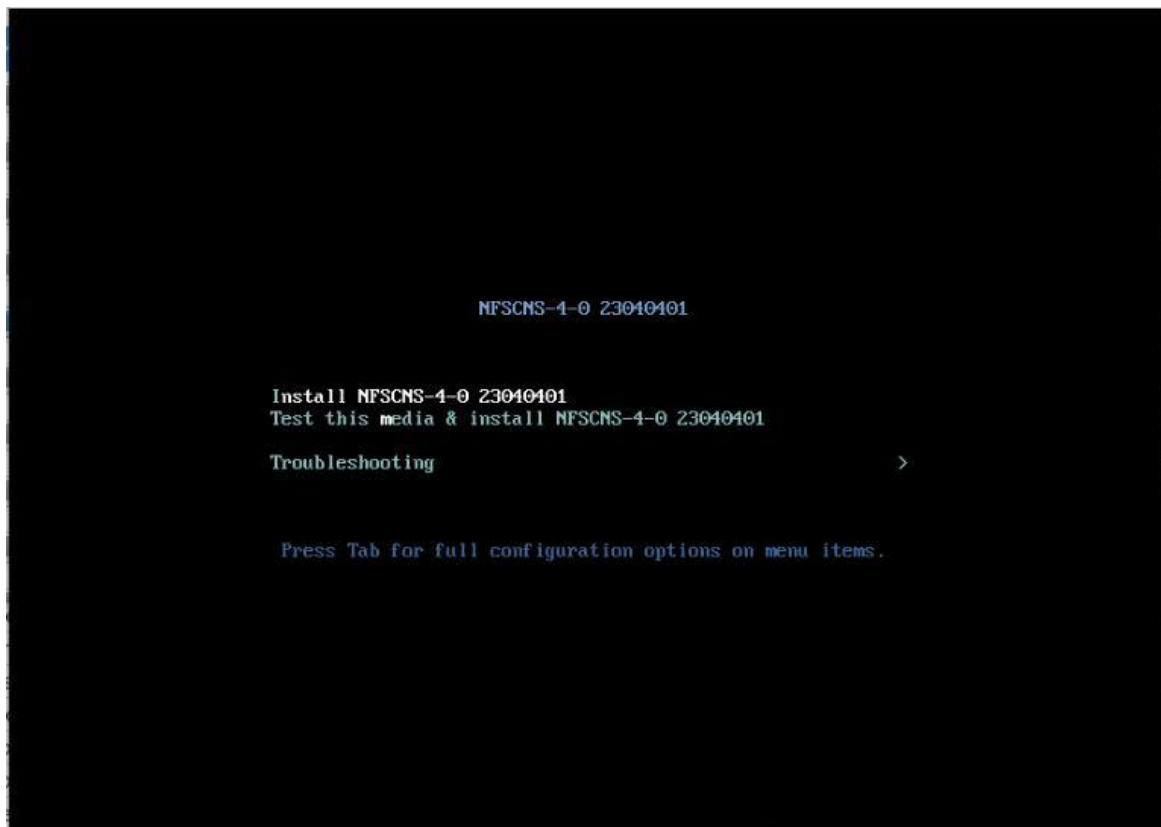 NFSCNS-4-0 23040401
Install NFSCNS-4-0 23040401
Test this media & install NFSCNS-4-0 23040401
Troubleshooting >
Press Tab for full configuration options on menu items.